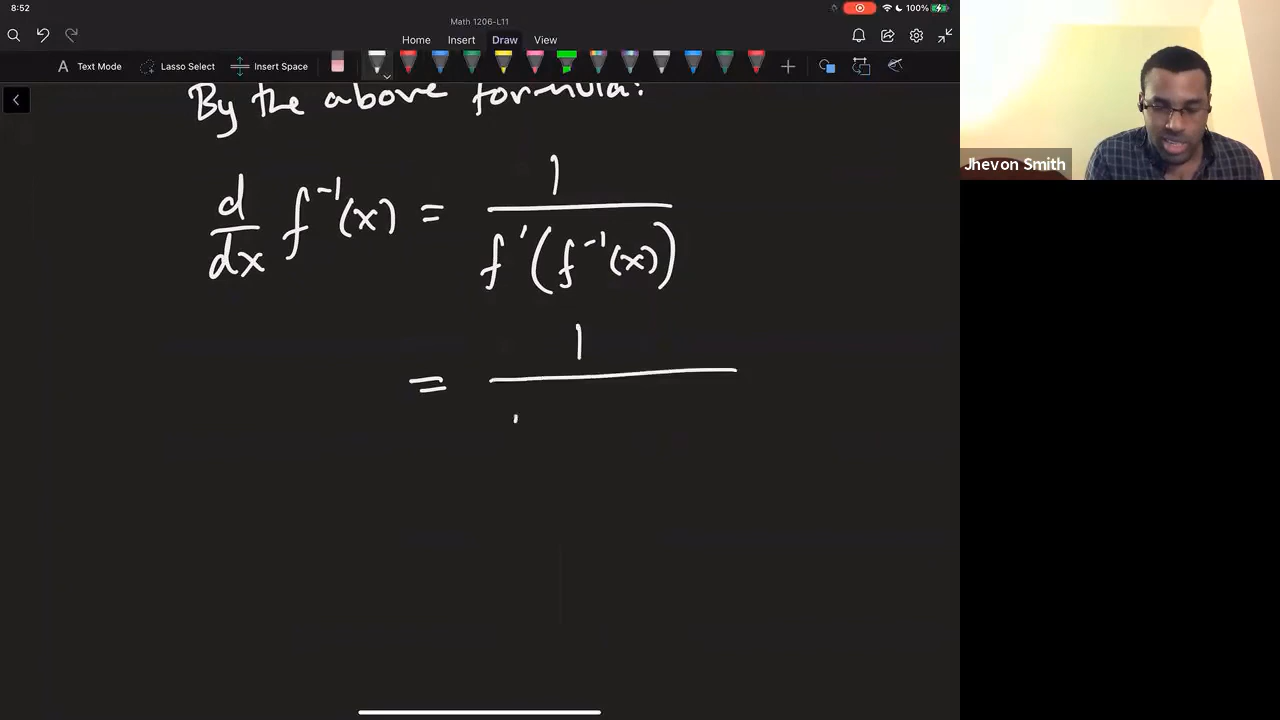 8:52
100%
Math 1206-L11
Home Insert Draw View
Text Mode Lasso Select Insert Space
By the above formula:
d/dx f⁻¹(x) = 1/f'(f⁻¹(x))
= 1
Jhevon Smith